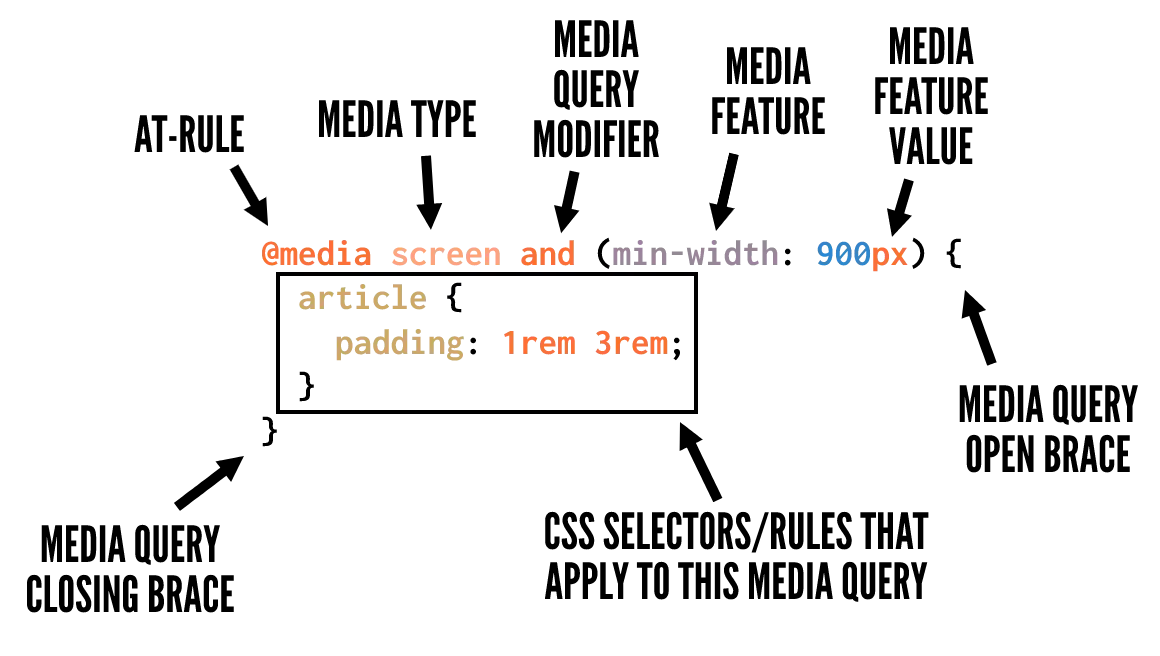 AT-RULE
MEDIA TYPE
MEDIA
QUERY
MODIFIER
MEDIA
FEATURE
MEDIA
FEATURE
VALUE
@media screen and (min-width: 900px) {
article {
padding: 1rem 3rem;
}
}
MEDIA QUERY
OPEN BRACE
MEDIA QUERY
CLOSING BRACE
CSS SELECTORS/RULES THAT
APPLY TO THIS MEDIA QUERY